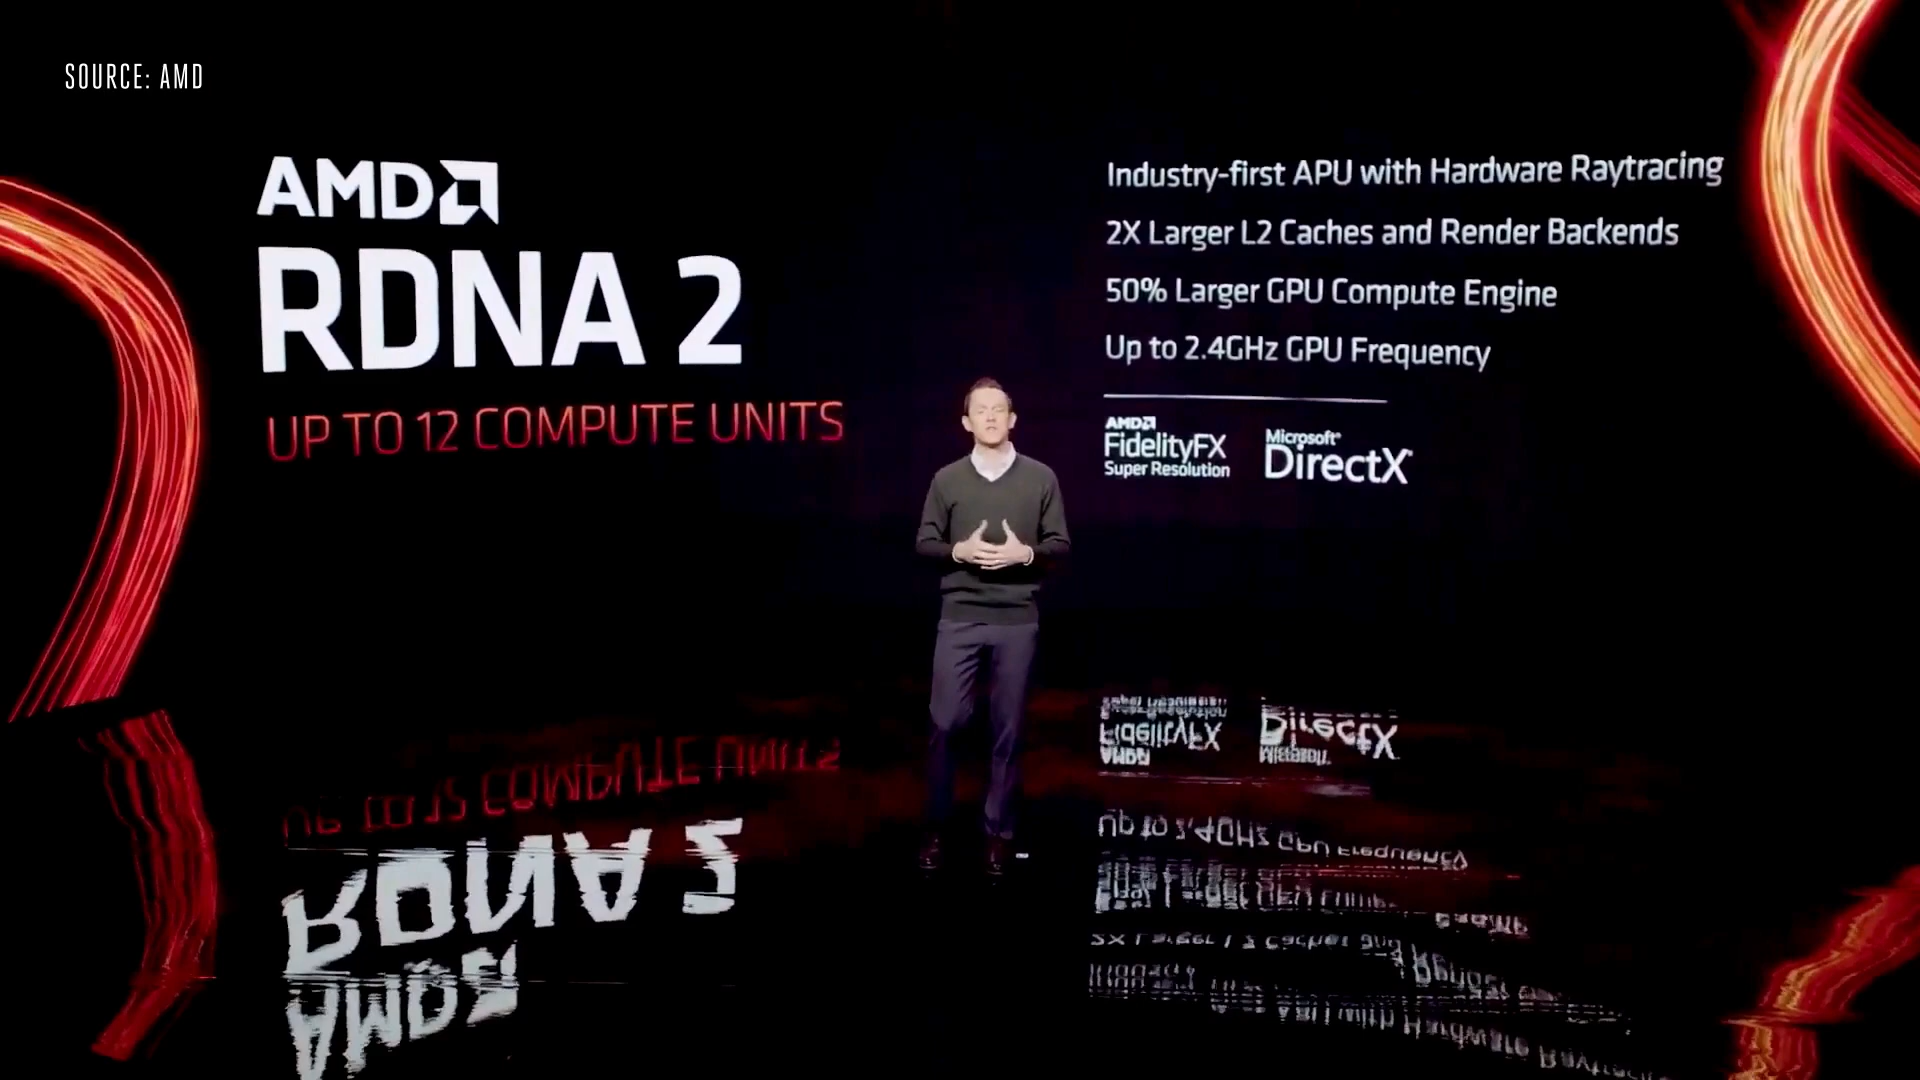 SOURCE: AMD
AMD
RDNA 2
UP TO 12 COMPUTE UNITS
Industry-first APU with Hardware Raytracing
2X Larger L2 Caches and Render Backends
50% Larger GPU Compute Engine
Up to 2.4GHz GPU Frequency
AMD
FidelityFX
Super Resolution
Microsoft®
DirectX®